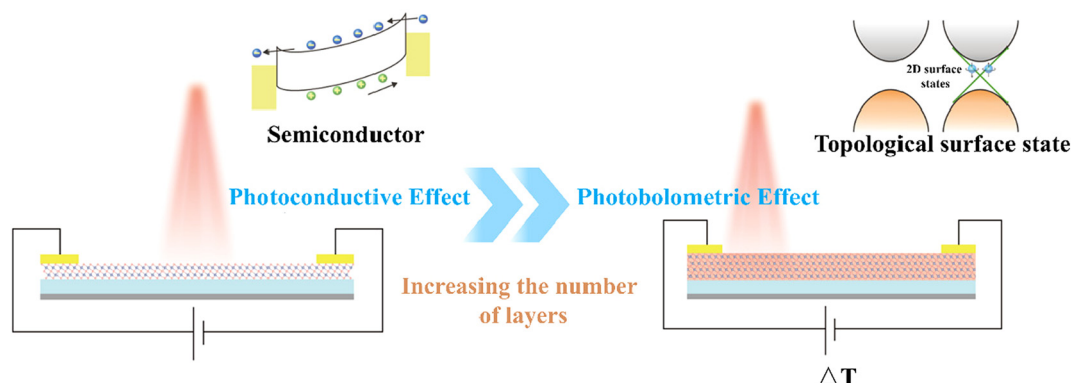 Semiconductor
2D surface
states
Topological surface state
Photoconductive Effect
Photobolometric Effect
Increasing the number
of layers
△T